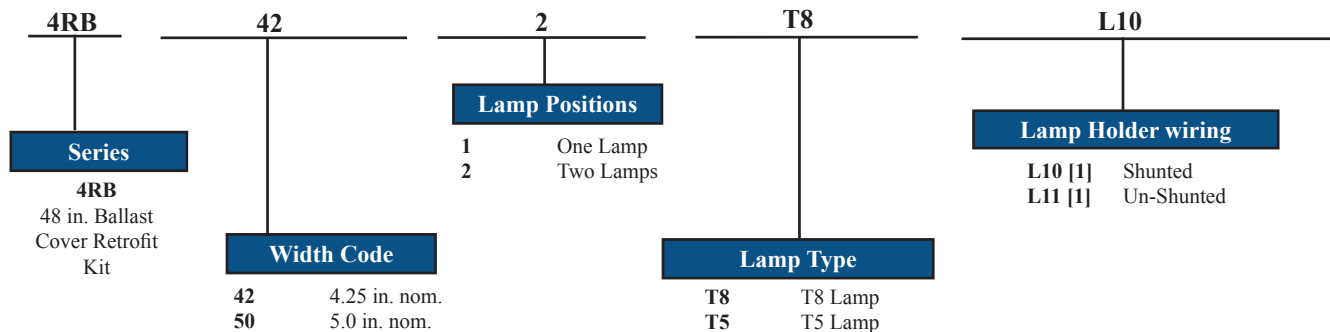 4RB 42 2 T8 L10
Series
4RB
48 in. Ballast
Cover Retrofit
Kit
Width Code
42 4.25 in. nom.
50 5.0 in. nom.
Lamp Positions
1 One Lamp
2 Two Lamps
Lamp Type
T8 T8 Lamp
T5 T5 Lamp
Lamp Holder wiring
L10 [1] Shunted
L11 [1] Un-Shunted